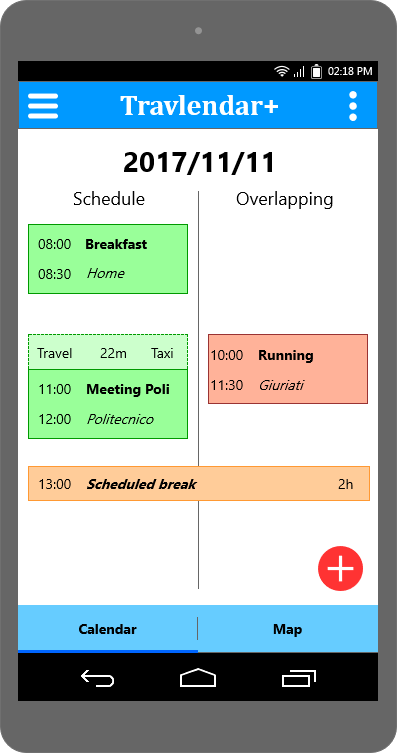 02:18 PM
Travlendar+
2017/11/11
Schedule Overlapping
08:00 Breakfast
08:30 Home
Travel 22m Taxi
10:00 Running
11:00 Meeting Poli
11:30 Giuriati
12:00 Politecnico
13:00 Scheduled break 2h
Calendar Map